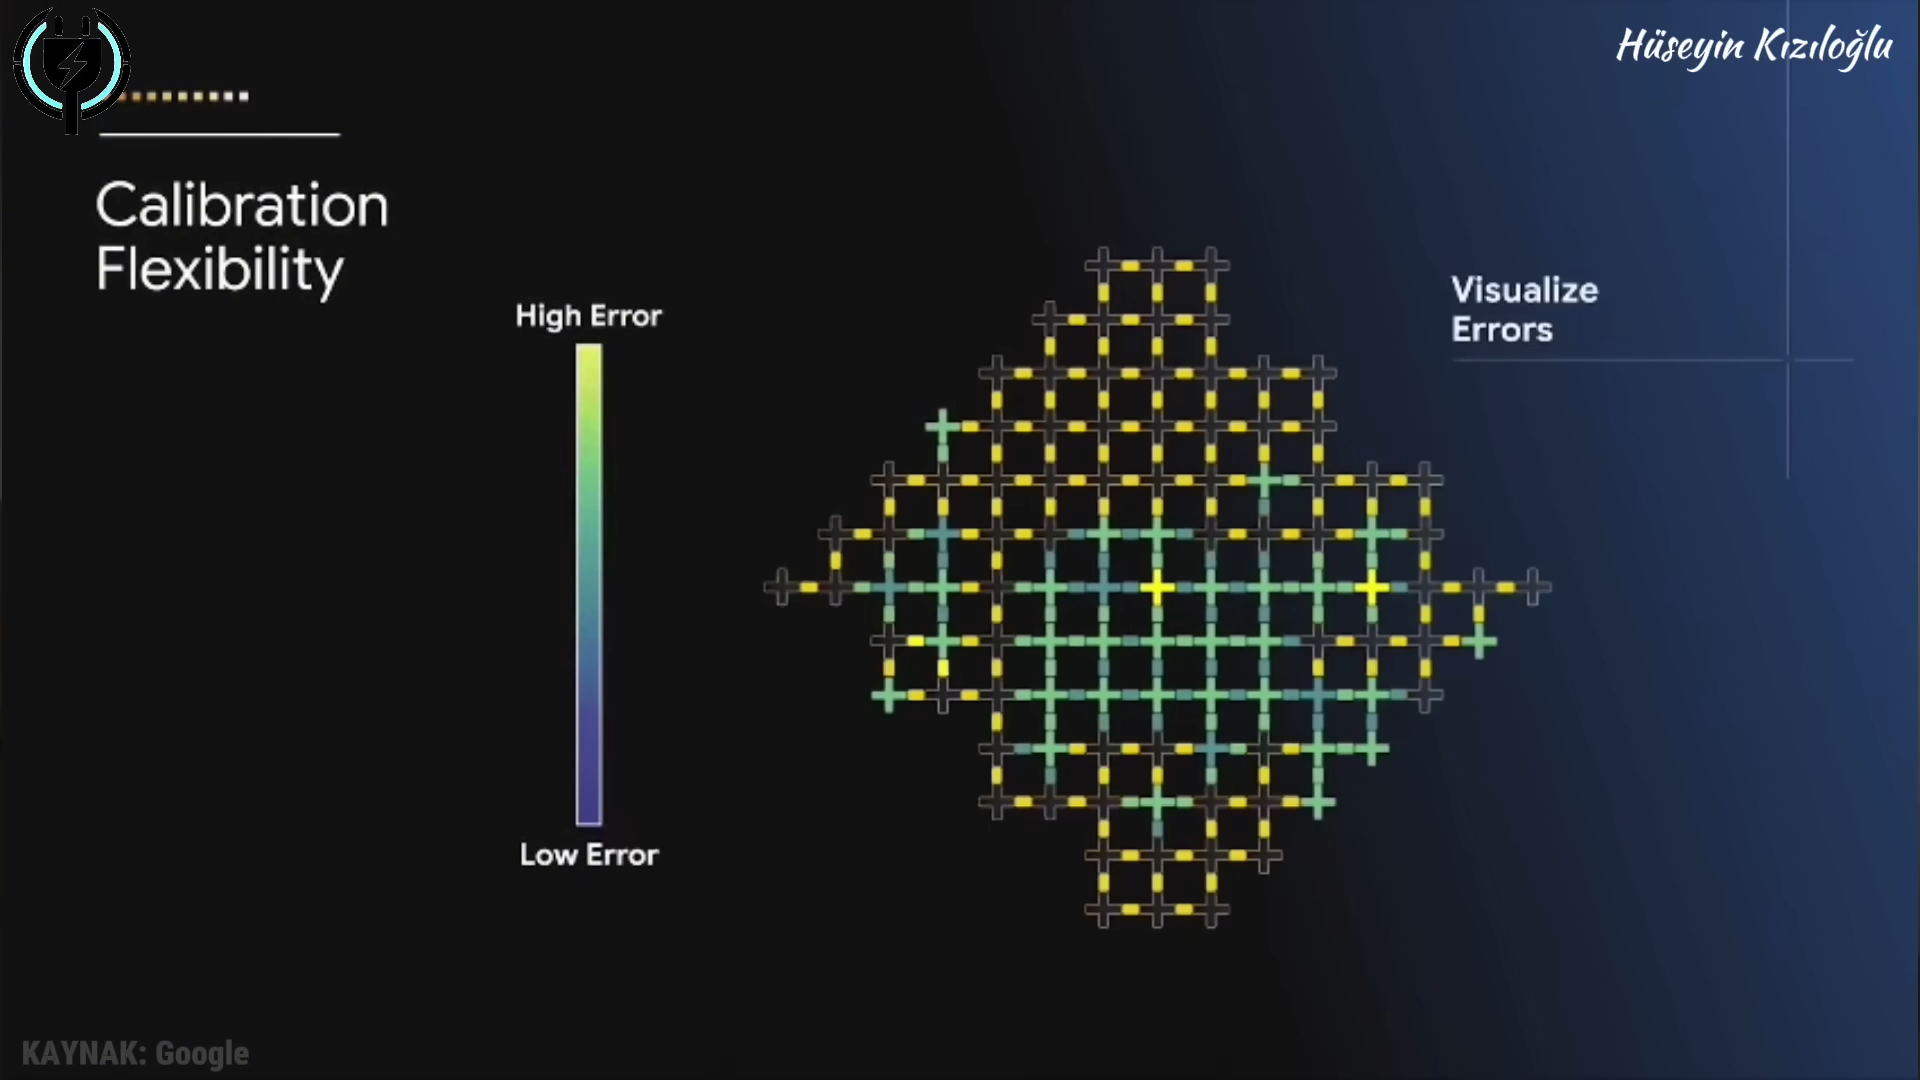 Hüseyin Kızıloğlu
Calibration
Flexibility
High Error
Low Error
Visualize
Errors
KAYNAK: Google